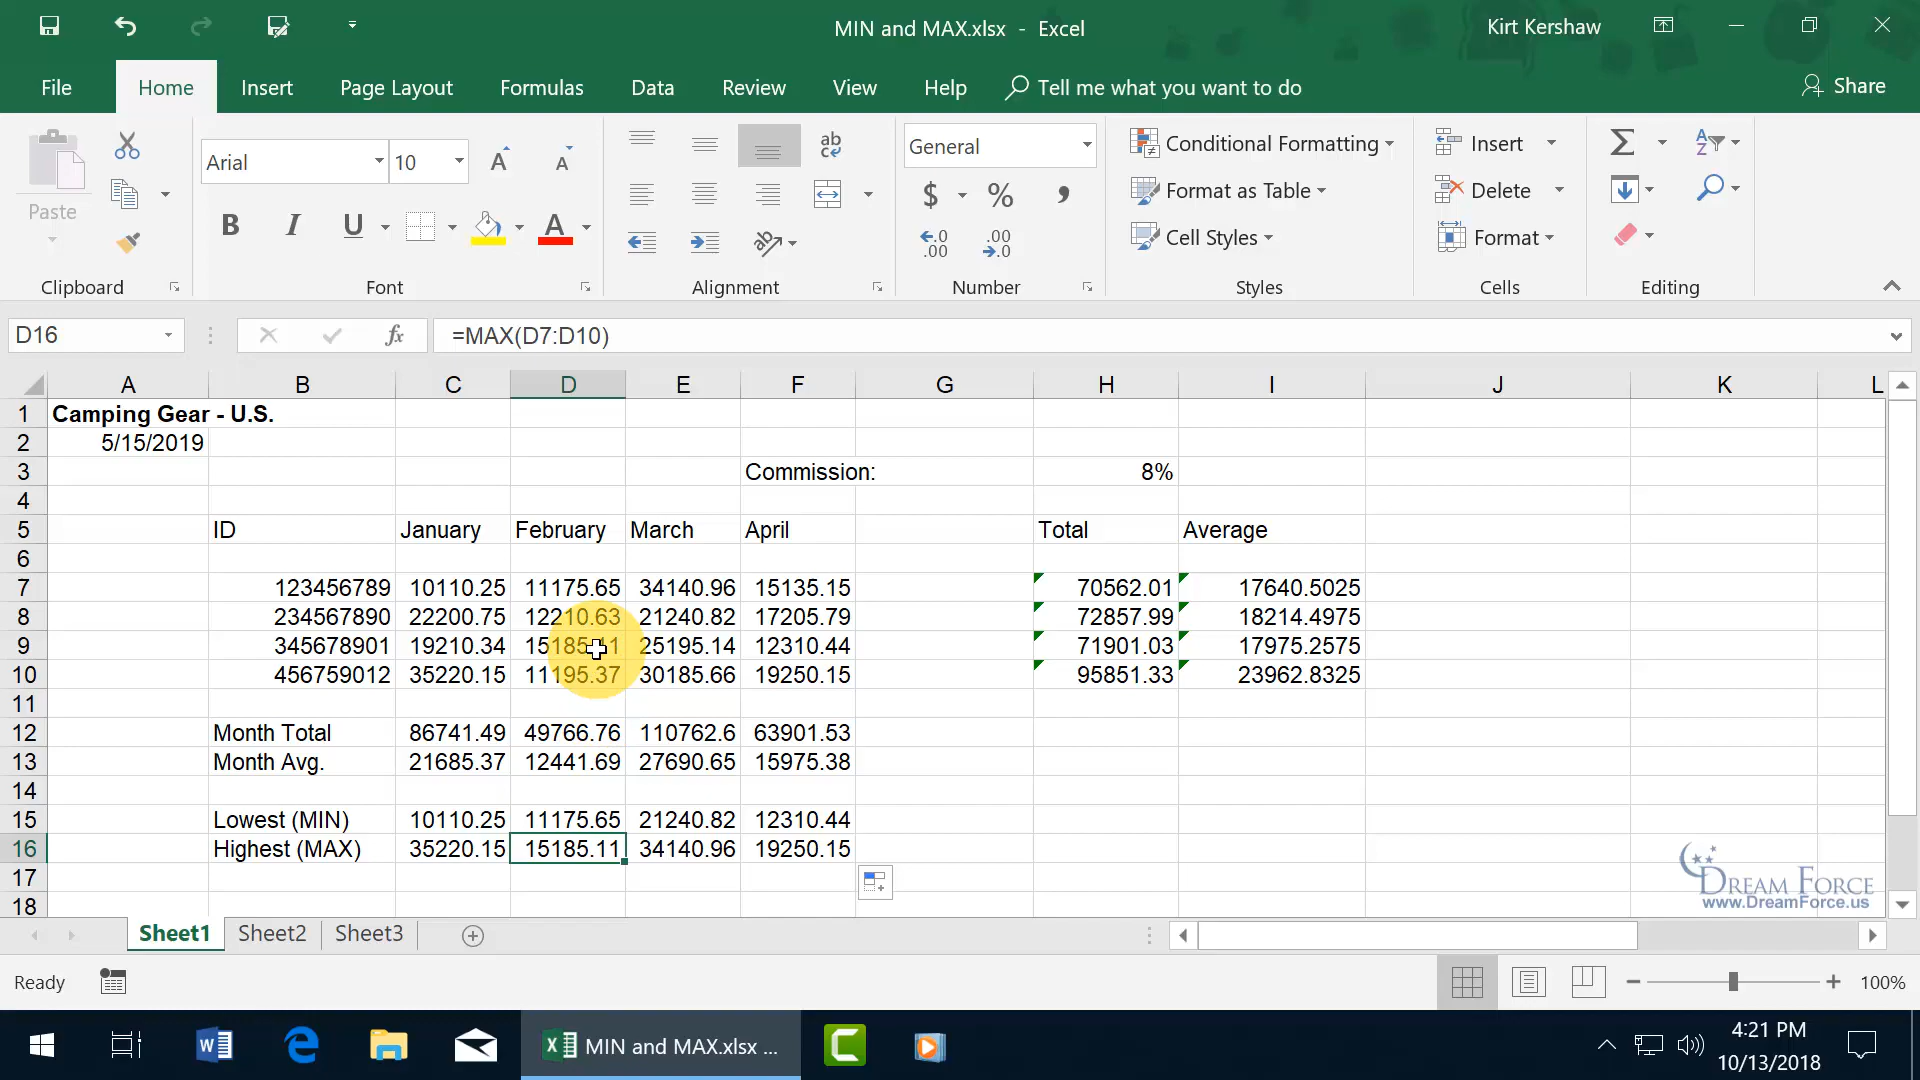 MIN and MAX.xlsx - Excel
Kirt Kershaw
File Home Insert Page Layout Formulas Data Review View Help Tell me what you want to do Share
Paste
Clipboard
Arial 10
B I U A
Font
ab
Alignment
General
$ % ,
.0 .00
.00 .0
Number
Conditional Formatting
Format as Table
Cell Styles
Styles
Insert
Delete
Format
Cells
Editing
D16 fx =MAX(D7:D10)
A B C D E F G H I J K L
1 Camping Gear - U.S.
2 5/15/2019
3 Commission: 8%
4
5 ID January February March April Total Average
6
7 123456789 10110.25 11175.65 34140.96 15135.15 70562.01 17640.5025
8 234567890 22200.75 12210.63 21240.82 17205.79 72857.99 18214.4975
9 345678901 19210.34 15185.11 25195.14 12310.44 71901.03 17975.2575
10 456759012 35220.15 11195.37 30185.66 19250.15 95851.33 23962.8325
11
12 Month Total 86741.49 49766.76 110762.6 63901.53
13 Month Avg. 21685.37 12441.69 27690.65 15975.38
14
15 Lowest (MIN) 10110.25 11175.65 21240.82 12310.44
16 Highest (MAX) 35220.15 15185.11 34140.96 19250.15
17
18
Dream Force
www.DreamForce.us
Sheet1 Sheet2 Sheet3
Ready 100%
MIN and MAX.xlsx ...
4:21 PM
10/13/2018